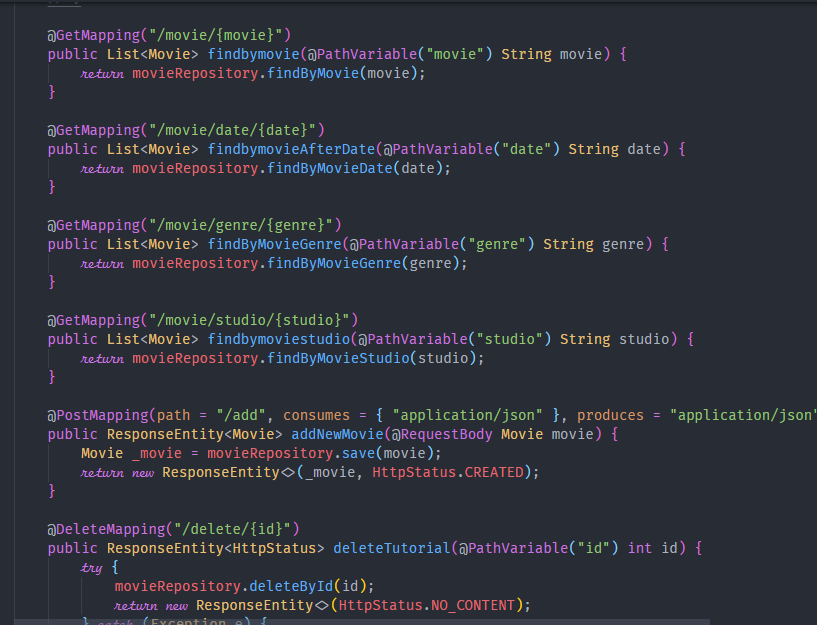 @GetMapping("/movie/{movie}")
public List<Movie> findbymovie(@PathVariable("movie") String movie) {
return movieRepository.findByMovie(movie);
}
@GetMapping("/movie/date/{date}")
public List<Movie> findbymovieAfterDate(@PathVariable("date") String date) {
return movieRepository.findByMovieDate(date);
}
@GetMapping("/movie/genre/{genre}")
public List<Movie> findByMovieGenre(@PathVariable("genre") String genre) {
return movieRepository.findByMovieGenre(genre);
}
@GetMapping("/movie/studio/{studio}")
public List<Movie> findbymoviestudio(@PathVariable("studio") String studio) {
return movieRepository.findByMovieStudio(studio);
}
@PostMapping(path = "/add", consumes = { "application/json" }, produces = "application/json"
public ResponseEntity<Movie> addNewMovie(@RequestBody Movie movie) {
Movie _movie = movieRepository.save(movie);
return new ResponseEntity<>(_movie, HttpStatus.CREATED);
}
@DeleteMapping("/delete/{id}")
public ResponseEntity<HttpStatus> deleteTutorial(@PathVariable("id") int id) {
try {
movieRepository.deleteById(id);
return new ResponseEntity<>(HttpStatus.NO_CONTENT);
} catch (Exception e) {